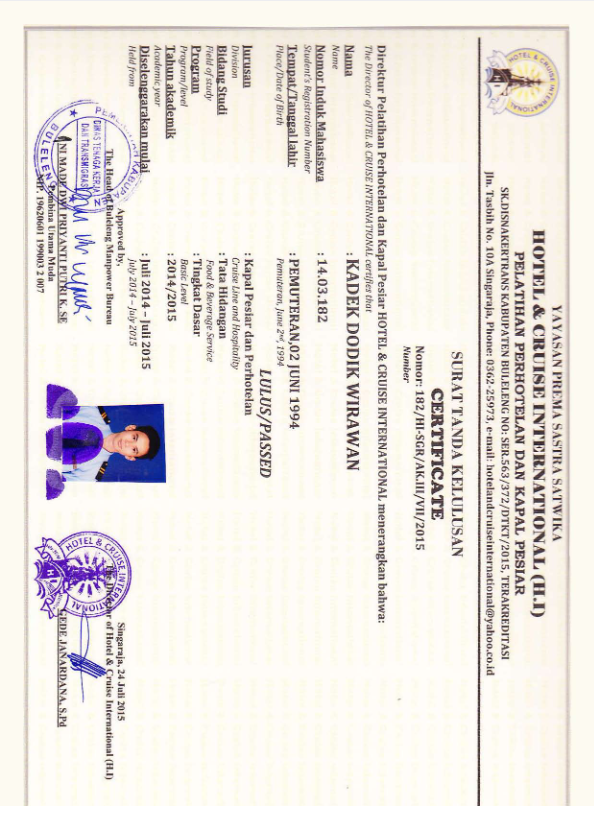 YAYASAN PREMA SASTRA SATWIKA
HOTEL & CRUISE INTERNATIONAL (H.I)
PELATIHAN PERHOTELAN DAN KAPAL PESIAR
SK.DISNAKERTRANS KABUPATEN BULELENG NO: SER.563/372/DTKT/2015, TERAKREDITASI
Jln. Tasbih No. 10A Singaraja, Phone: 0362-25973, e-mail: hotelandcruiseinternational@yahoo.co.id
HOTEL & CRUISE INTERNATIONAL
SURAT TANDA KELULUSAN
CERTIFICATE
Nomor: 182/HI-SGR/AK.III/VII/2015
Number
Direktur Pelatihan Perhotelan dan Kapal Pesiar HOTEL & CRUISE INTERNATIONAL menerangkan bahwa:
The Director of HOTEL & CRUISE INTERNATIONAL certifies that
Nama : KADEK DODIK WIRAWAN
Name
Nomor Induk Mahasiswa : 14.03.182
Student's Registration Number
Tempat/Tanggal lahir : PEMUTERAN,02 JUNI 1994
Place/Date of Birth Pemuteran, June 2nd, 1994
LULUS/PASSED
Jurusan : Kapal Pesiar dan Perhotelan
Division Cruise Line and Hospitality
Bidang Studi : Tata Hidangan
Field of study Food & Beverage Service
Program : Tingkat Dasar
Program/level Basic Level
Tahun akademik : 2014/2015
Academic year
Diselenggarakan mulai : Juli 2014 – Juli 2015
Held from July 2014 – July 2015
Approved by,
The Head of Buleleng Manpower Bureau
PEMERINTAH KABUPATEN BULELENG
DINAS TENAGA KERJA
DAN TRANSMIGRASI
NI MADE DWI PRIYANTI PUTRI K, SE
Pembina Utama Muda
NIP. 19620601 199003 2 007
Singaraja, 24 Juli 2015
The Director of Hotel & Cruise International (H.I)
HOTEL & CRUISE INTERNATIONAL
GEDE JANARDANA, S.Pd